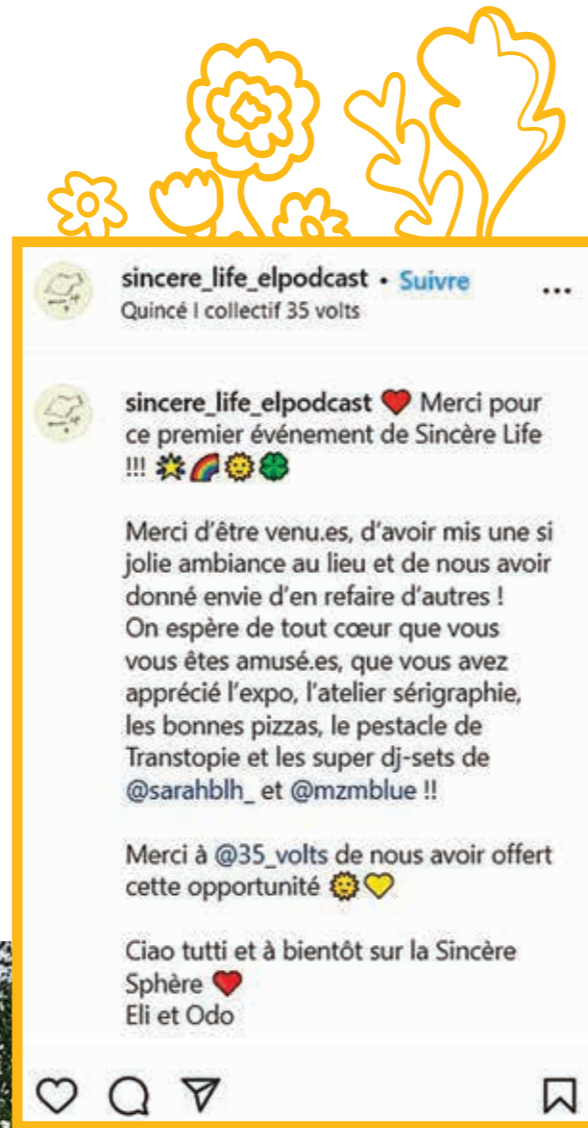 sincere_life_elpodcast • Suivre
Quincé I collectif 35 volts
sincere_life_elpodcast ❤️ Merci pour
ce premier événement de Sincère Life
!!! 🌟🌈🌞🍀
Merci d'être venu.es, d'avoir mis une si
jolie ambiance au lieu et de nous avoir
donné envie d'en refaire d'autres !
On espère de tout cœur que vous
vous êtes amusé.es, que vous avez
apprécié l'expo, l'atelier sérigraphie,
les bonnes pizzas, le pestacle de
Transtopie et les super dj-sets de
@sarahblh_ et @mzmblue !!
Merci à @35_volts de nous avoir offert
cette opportunité 🌞💛
Ciao tutti et à bientôt sur la Sincère
Sphère ❤️
Eli et Odo